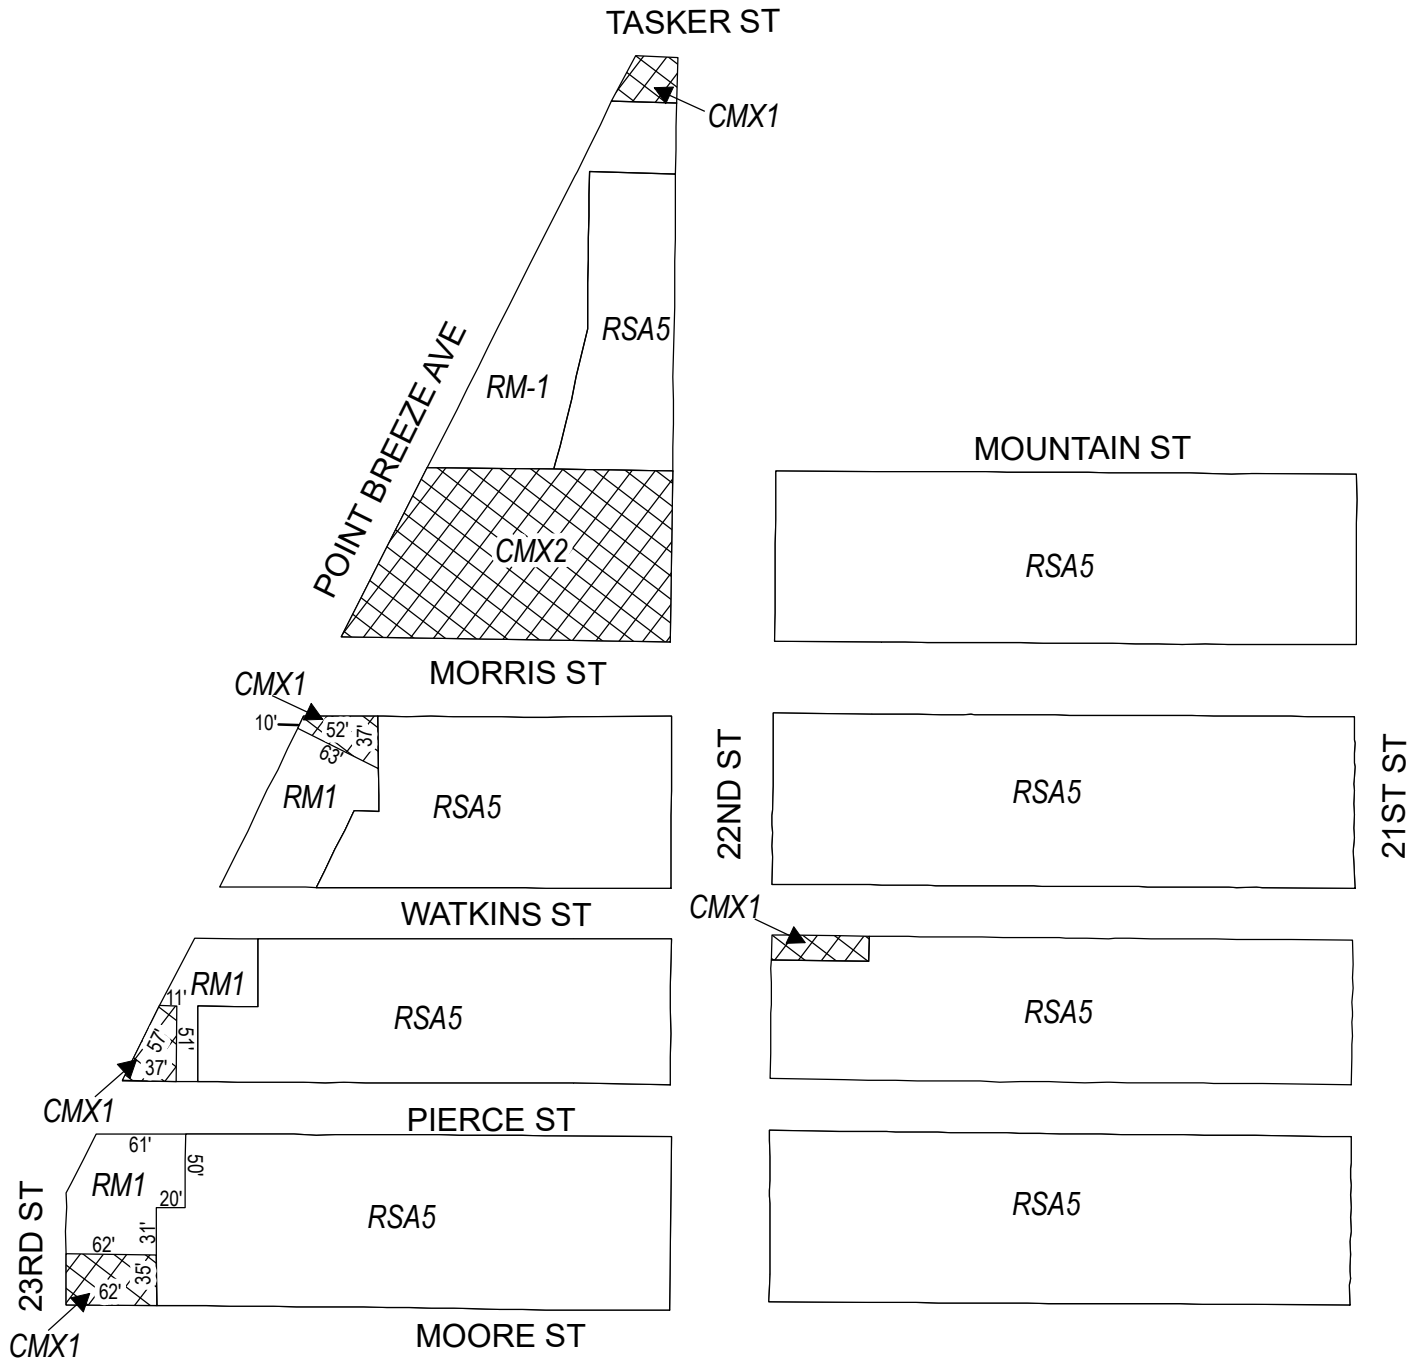 TASKER ST
CMX1
RSA5
RM-1
POINT BREEZE AVE
MOUNTAIN ST
CMX2
RSA5
MORRIS ST
CMX1
10'
52'
37'
63'
RM1
RSA5
22ND ST
RSA5
21ST ST
WATKINS ST
CMX1
RM1
11'
57'
51'
37'
RSA5
RSA5
CMX1
PIERCE ST
61'
50'
RM1
20'
31'
RSA5
RSA5
23RD ST
62'
35'
62'
CMX1
MOORE ST